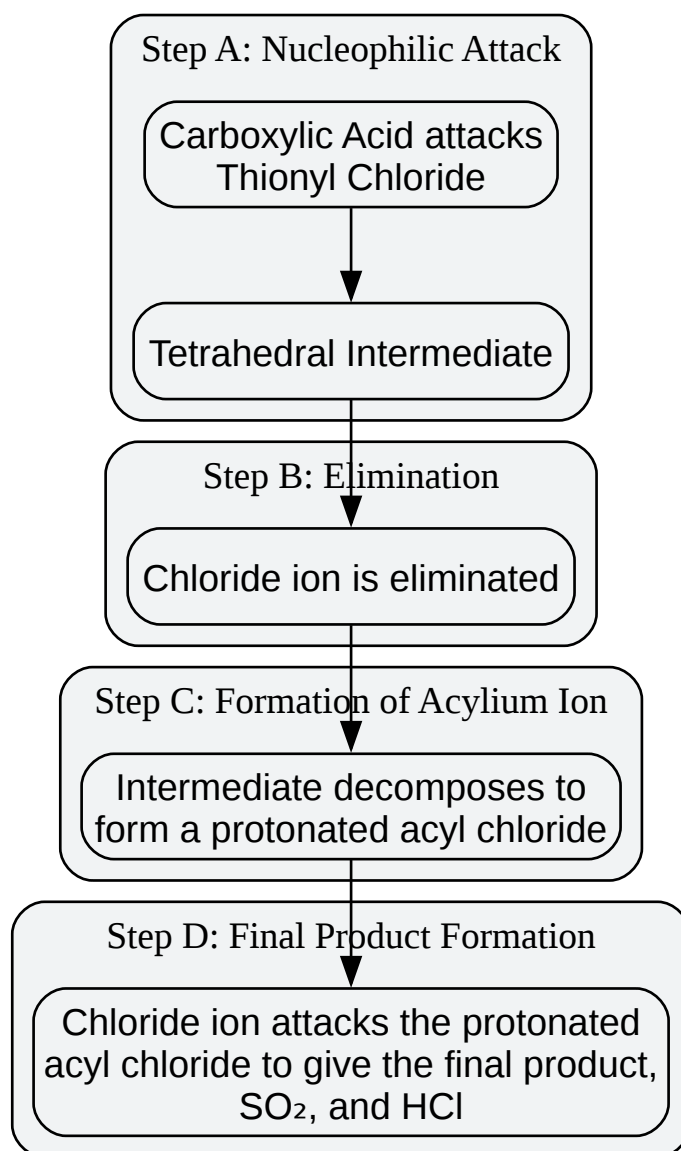 Step A: Nucleophilic Attack
Carboxylic Acid attacks
Thionyl Chloride
Tetrahedral Intermediate
Step B: Elimination
Chloride ion is eliminated
Step C: Formation of Acylium Ion
Intermediate decomposes to
form a protonated acyl chloride
Step D: Final Product Formation
Chloride ion attacks the protonated
acyl chloride to give the final product,
SO₂, and HCl